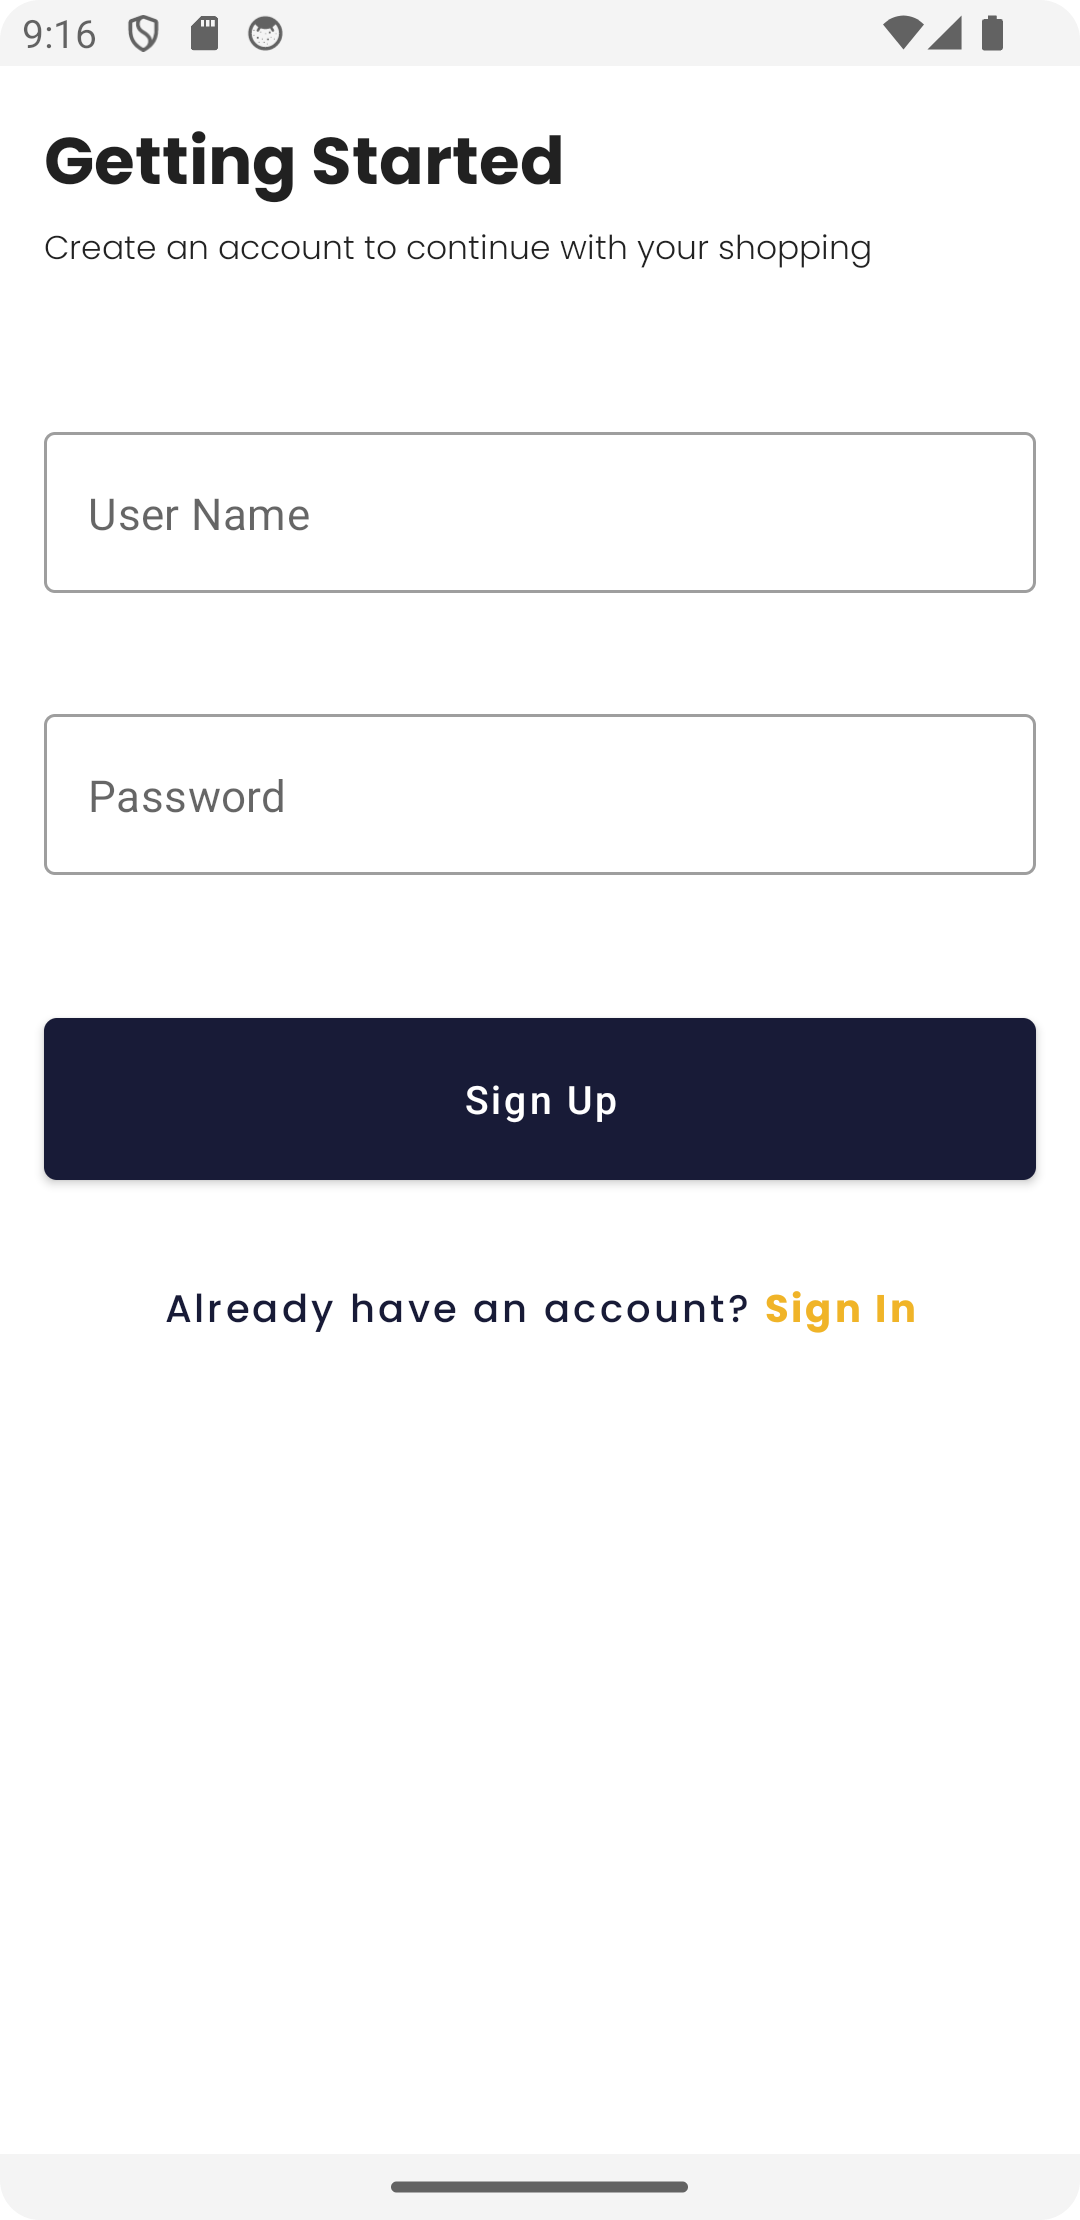 9:16
Getting Started
Create an account to continue with your shopping
User Name
Password
Sign Up
Already have an account? Sign In